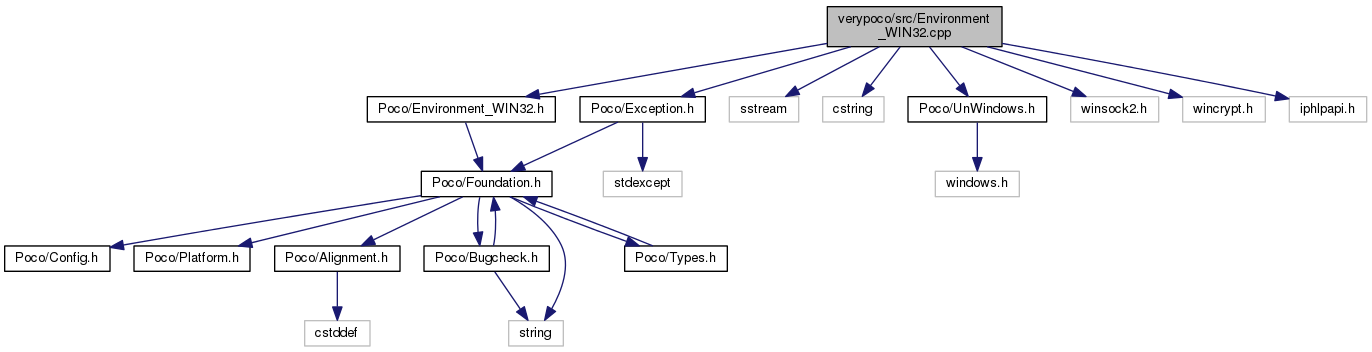 verypoco/src/Environment
_WIN32.cpp
Poco/Environment_WIN32.h
Poco/Exception.h
sstream
cstring
Poco/UnWindows.h
winsock2.h
wincrypt.h
iphlpapi.h
Poco/Foundation.h
stdexcept
windows.h
Poco/Config.h
Poco/Platform.h
Poco/Alignment.h
Poco/Bugcheck.h
Poco/Types.h
cstddef
string